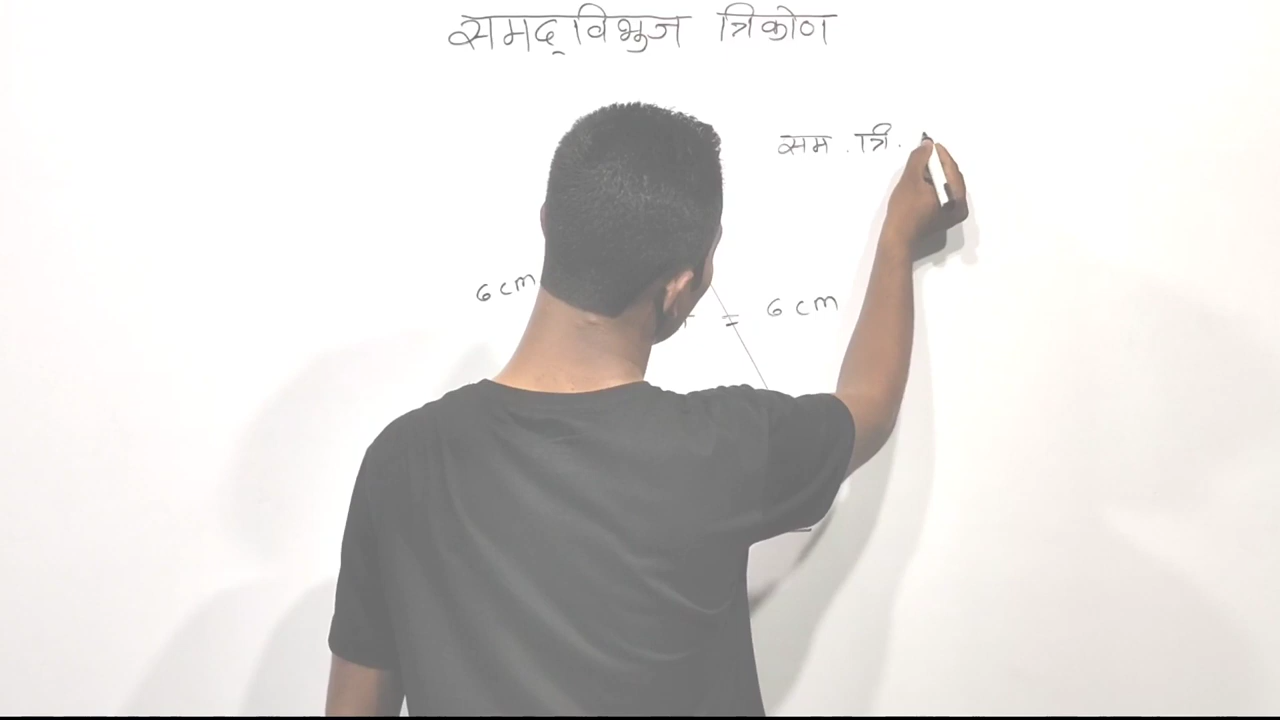 समद्विभुज त्रिकोण
सम . त्रि .
6 cm
= 6 cm